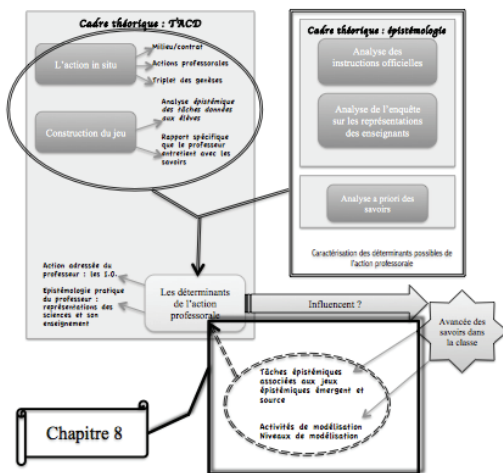 Cadre théorique : TACD
L'action in situ
Milieu/contrat
Actions professorales
Triplet des genèses
Construction du jeu
Analyse épistémique
des tâches données
aux élèves
Rapport spécifique
que le professeur
entretient avec les
savoirs
Cadre théorique : épistémologie
Analyse des
instructions officielles
Analyse de l'enquête
sur les représentations
des enseignants
Analyse a priori des
savoirs
Caractérisation des déterminants possibles de
l'action professorale
Action adressée du
professeur : les I.O.
Epistémologie pratique
du professeur :
représentations des
sciences et son
enseignement
Les déterminants
de l'action
professorale
Influencent ?
Avancée des
savoirs dans
la classe
Tâches épistémiques
associées aux jeux
épistémiques émergent et
source
Activités de modélisation
Niveaux de modélisation
Chapitre 8